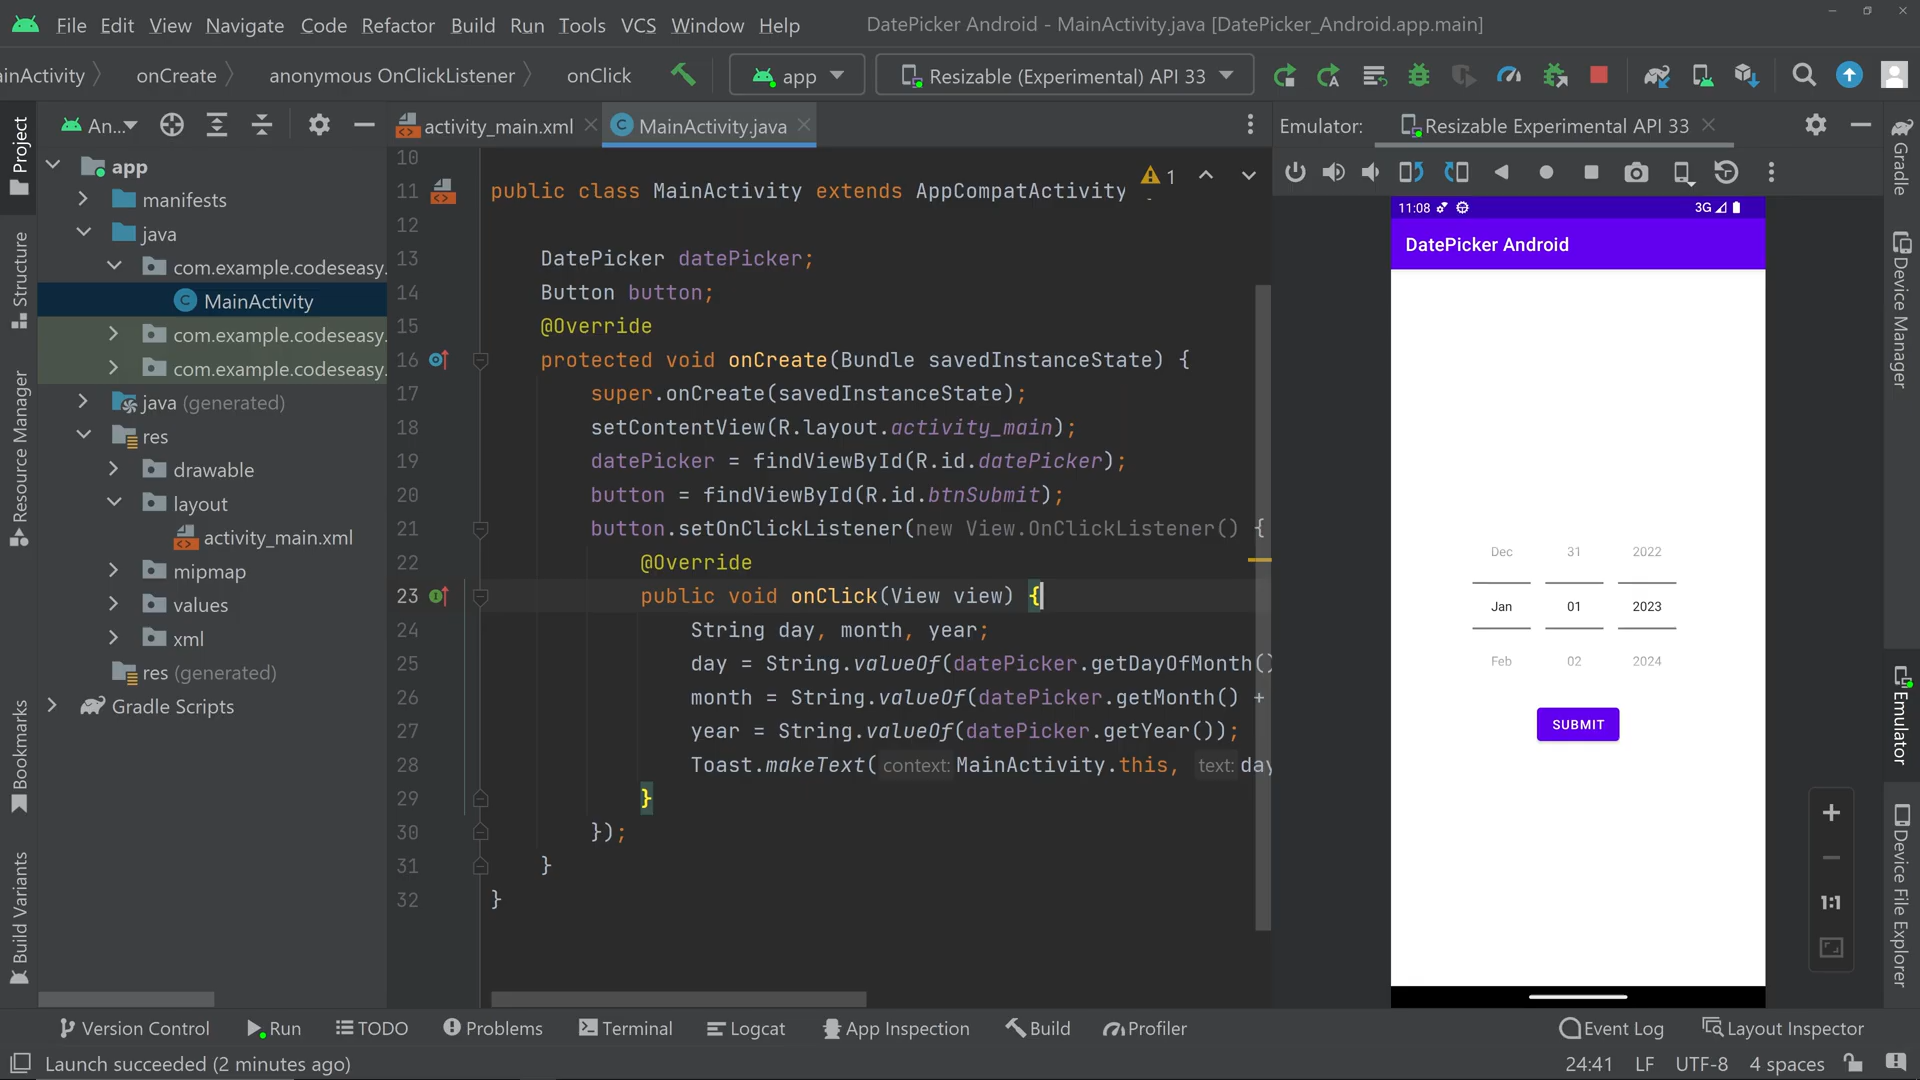 File Edit View Navigate Code Refactor Build Run Tools VCS Window Help
DatePicker Android - MainActivity.java [DatePicker_Android.app.main]
ainActivity onCreate anonymous OnClickListener onClick app Resizable (Experimental) API 33
An...
activity_main.xml MainActivity.java
Emulator: Resizable Experimental API 33
Project
Structure
Resource Manager
Bookmarks
Build Variants
app
manifests
java
com.example.codeseasy.
MainActivity
com.example.codeseasy.
com.example.codeseasy.
java (generated)
res
drawable
layout
activity_main.xml
mipmap
values
xml
res (generated)
Gradle Scripts
1
10
11 public class MainActivity extends AppCompatActivity
12
13 DatePicker datePicker;
14 Button button;
15 @Override
16 protected void onCreate(Bundle savedInstanceState) {
17 super.onCreate(savedInstanceState);
18 setContentView(R.layout.activity_main);
19 datePicker = findViewById(R.id.datePicker);
20 button = findViewById(R.id.btnSubmit);
21 button.setOnClickListener(new View.OnClickListener() {
22 @Override
23 public void onClick(View view) {
24 String day, month, year;
25 day = String.valueOf(datePicker.getDayOfMonth()
26 month = String.valueOf(datePicker.getMonth() +
27 year = String.valueOf(datePicker.getYear());
28 Toast.makeText( context: MainActivity.this, text: day
29 }
30 });
31 }
32 }
11:08 3G
DatePicker Android
Dec 31 2022
Jan 01 2023
Feb 02 2024
SUBMIT
1:1
Gradle
Device Manager
Emulator
Device File Explorer
Version Control Run TODO Problems Terminal Logcat App Inspection Build Profiler Event Log Layout Inspector
Launch succeeded (2 minutes ago) 24:41 LF UTF-8 4 spaces